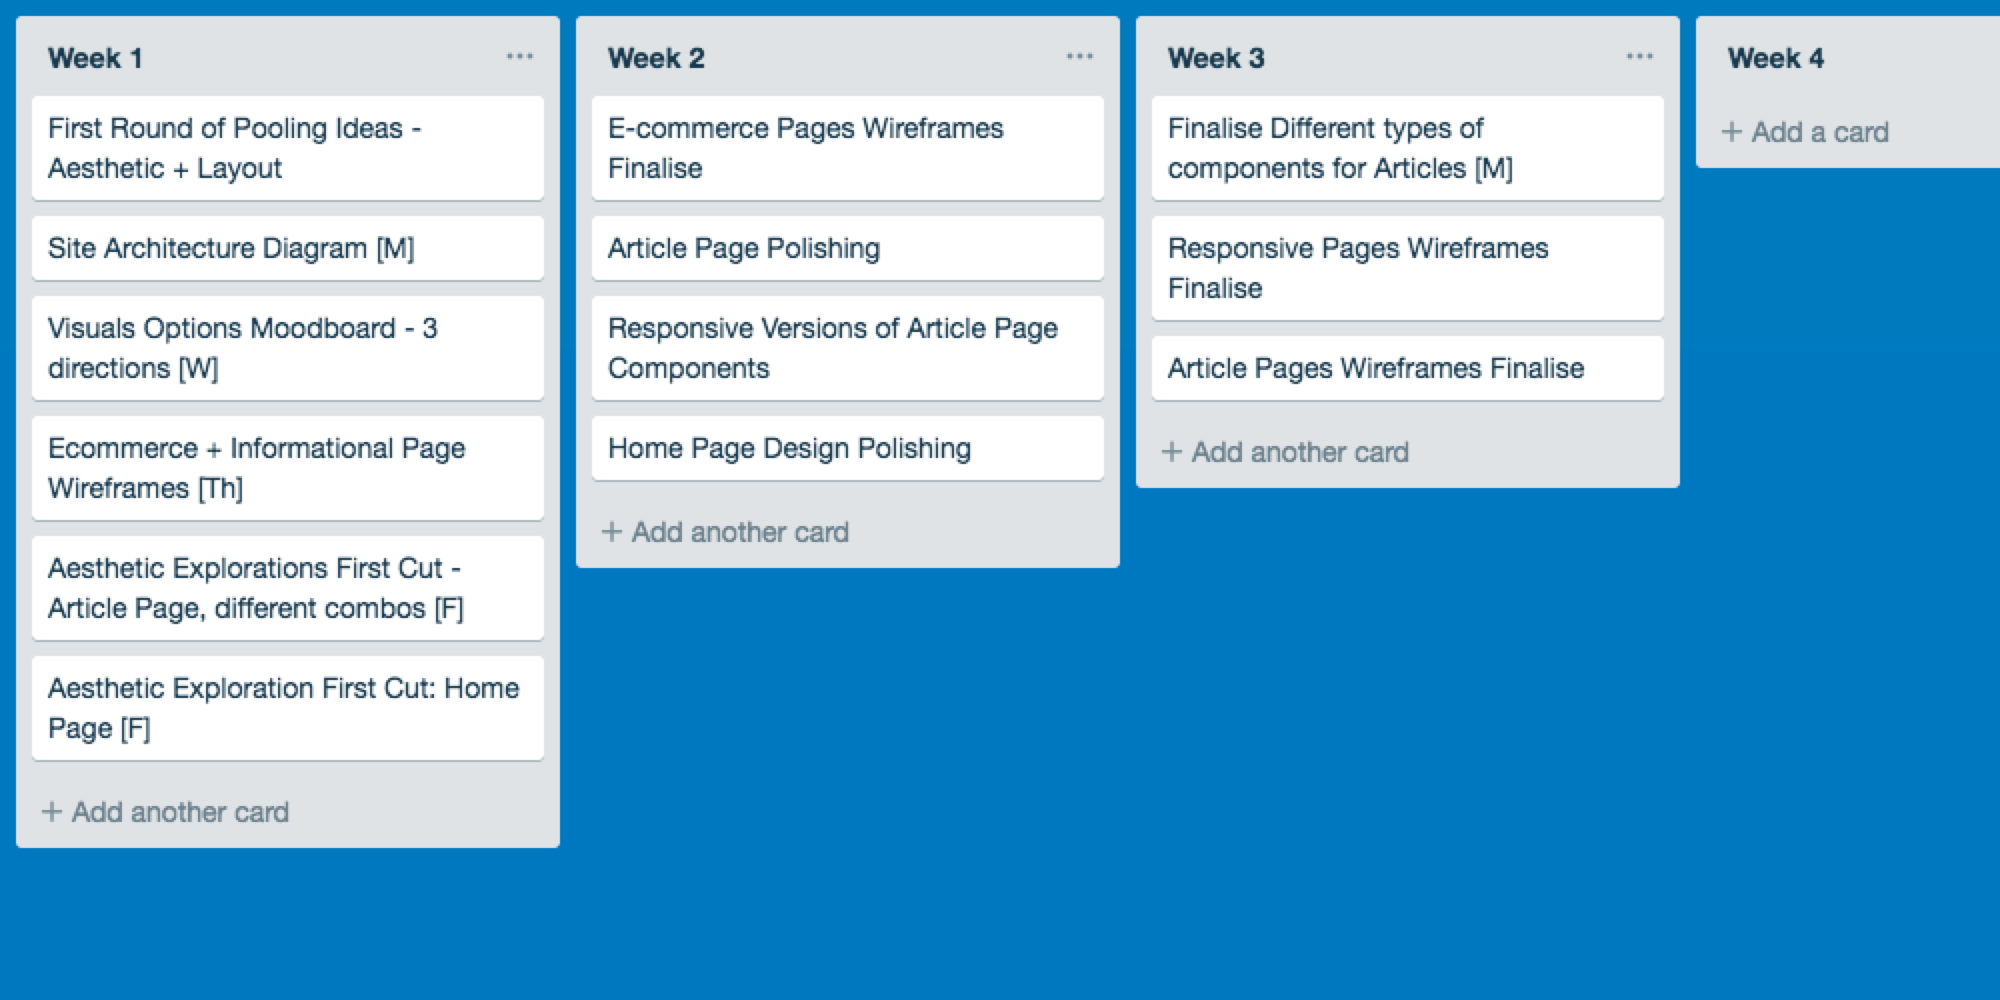 Week 1
First Round of Pooling Ideas -
Aesthetic + Layout
Site Architecture Diagram [M]
Visuals Options Moodboard - 3
directions [W]
Ecommerce + Informational Page
Wireframes [Th]
Aesthetic Explorations First Cut -
Article Page, different combos [F]
Aesthetic Exploration First Cut: Home
Page [F]
+ Add another card
Week 2
E-commerce Pages Wireframes
Finalise
Article Page Polishing
Responsive Versions of Article Page
Components
Home Page Design Polishing
+ Add another card
Week 3
Finalise Different types of
components for Articles [M]
Responsive Pages Wireframes
Finalise
Article Pages Wireframes Finalise
+ Add another card
Week 4
+ Add a card